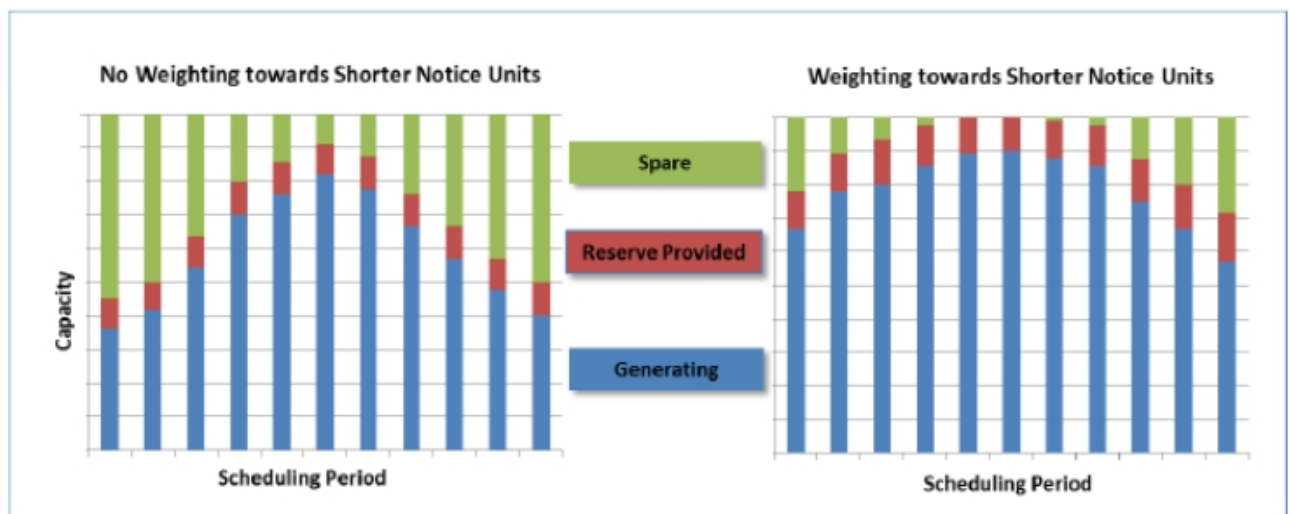 No Weighting towards Shorter Notice Units
Weighting towards Shorter Notice Units
Spare
Reserve Provided
Generating
Capacity
Scheduling Period
Scheduling Period